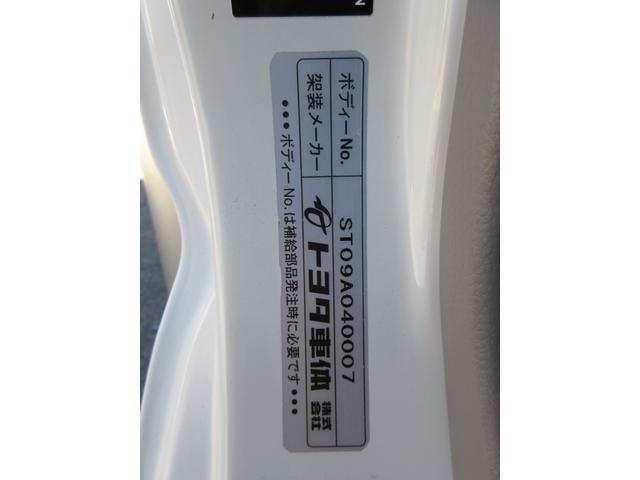 ボディーNo. ST09A040007
架装メーカー トヨタ車体 株式会社
•••ボディーNo.は補給部品発注時に必要です•••
N